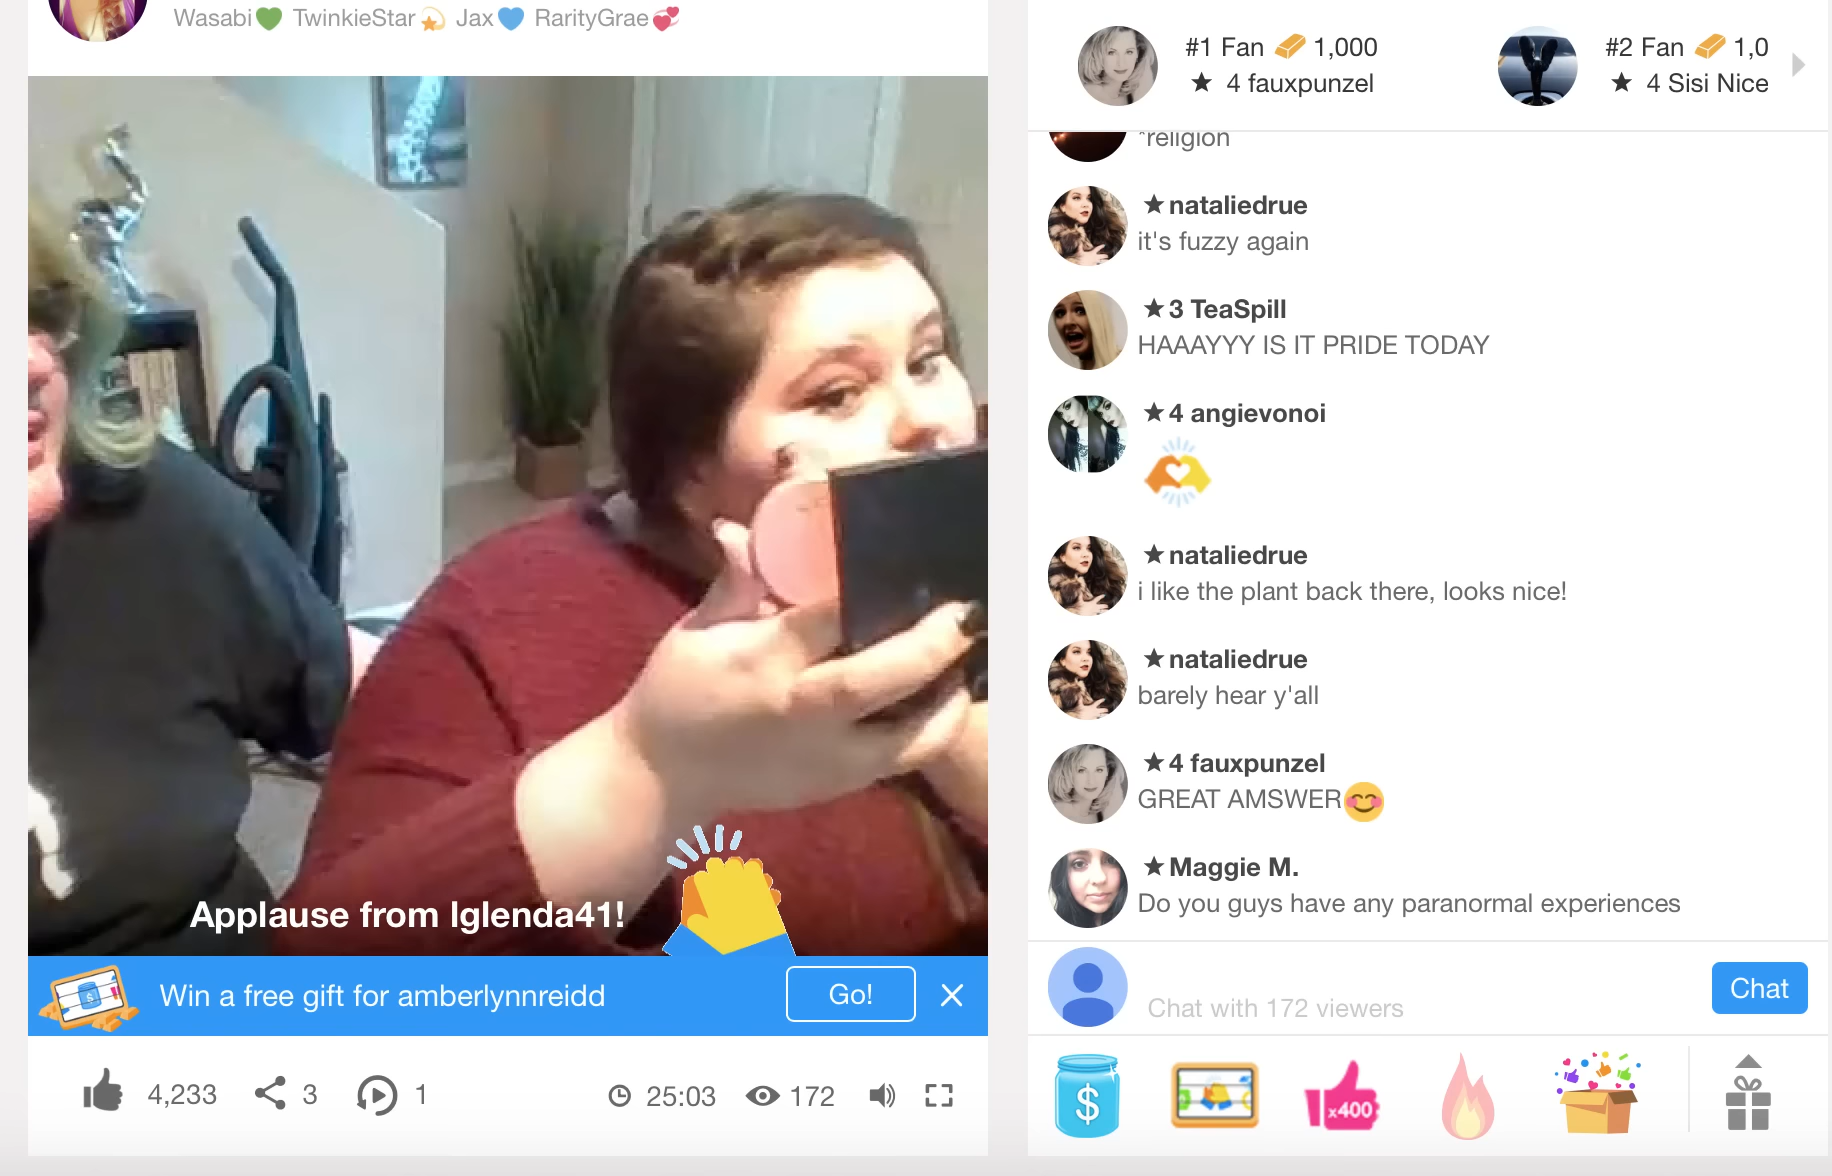 Wasabi💚 TwinkieStar💫 Jax💙 RarityGrae💞
Applause from lglenda41!
Win a free gift for amberlynnreidd
Go!
4,233
3
1
25:03
172
#1 Fan 1,000
★ 4 fauxpunzel
#2 Fan 1,0
★ 4 Sisi Nice
*religion
★ nataliedrue
it's fuzzy again
★3 TeaSpill
HAAAYYY IS IT PRIDE TODAY
★4 angievonoi
★ nataliedrue
i like the plant back there, looks nice!
★ nataliedrue
barely hear y'all
★4 fauxpunzel
GREAT AMSWER😊
★ Maggie M.
Do you guys have any paranormal experiences
Chat with 172 viewers
Chat
$
x400